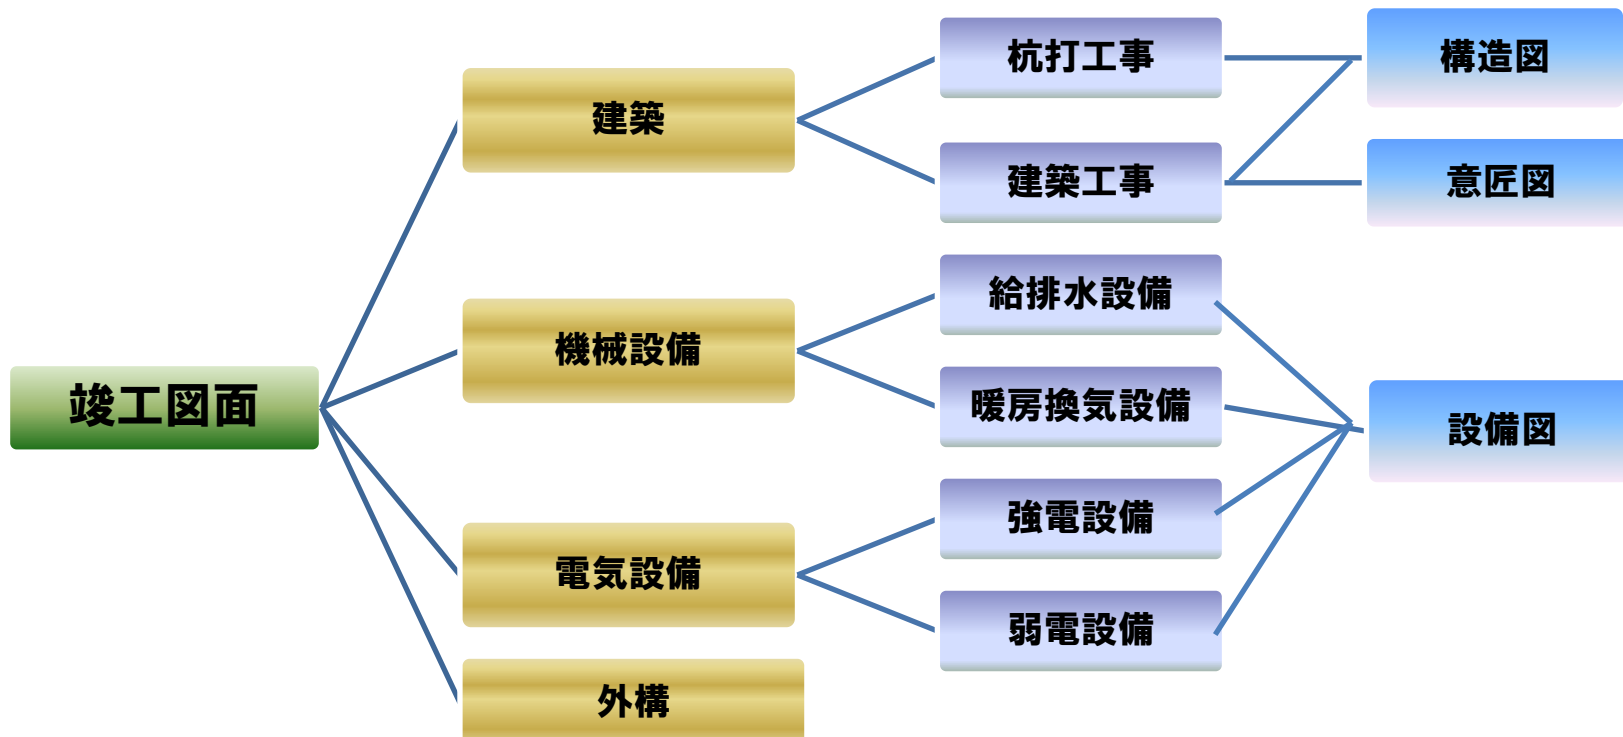 竣工図面
建築
機械設備
電気設備
外構
杭打工事
建築工事
給排水設備
暖房換気設備
強電設備
弱電設備
構造図
意匠図
設備図